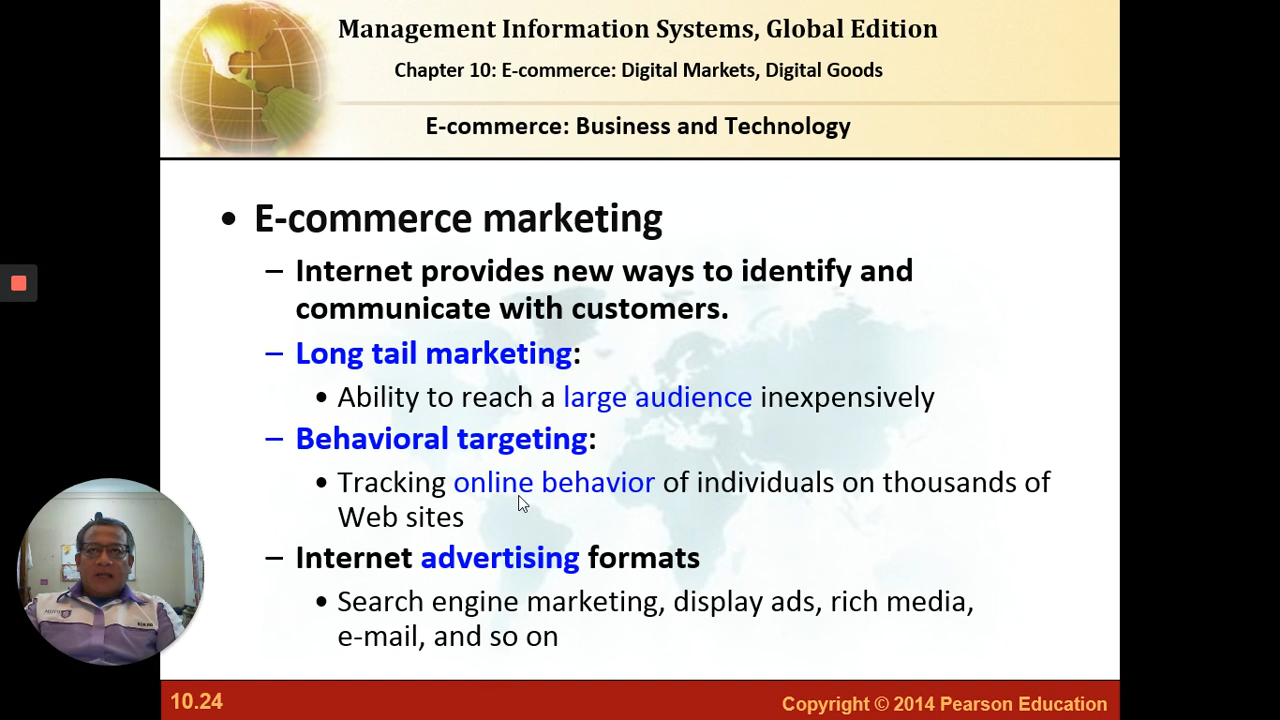 Management Information Systems, Global Edition
Chapter 10: E-commerce: Digital Markets, Digital Goods
E-commerce: Business and Technology
• E-commerce marketing
– Internet provides new ways to identify and
communicate with customers.
– Long tail marketing:
• Ability to reach a large audience inexpensively
– Behavioral targeting:
• Tracking online behavior of individuals on thousands of
Web sites
– Internet advertising formats
• Search engine marketing, display ads, rich media,
e-mail, and so on
10.24
Copyright © 2014 Pearson Education